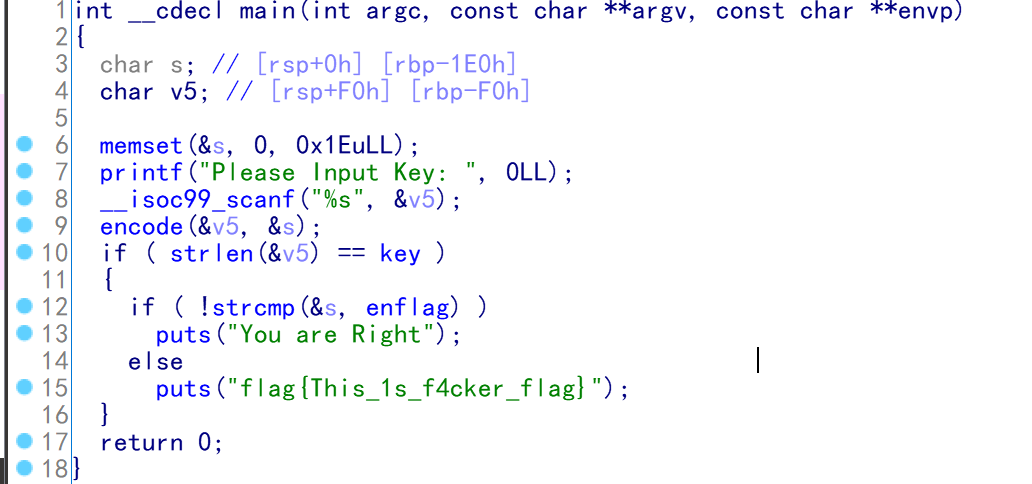 1 int __cdecl main(int argc, const char **argv, const char **envp)
2 {
3 char s; // [rsp+0h] [rbp-1E0h]
4 char v5; // [rsp+F0h] [rbp-F0h]
5
6 memset(&s, 0, 0x1EuLL);
7 printf("Please Input Key: ", 0LL);
8 __isoc99_scanf("%s", &v5);
9 encode(&v5, &s);
10 if ( strlen(&v5) == key )
11 {
12 if ( !strcmp(&s, enflag) )
13 puts("You are Right");
14 else
15 puts("flag{This_1s_f4cker_flag}");
16 }
17 return 0;
18 }